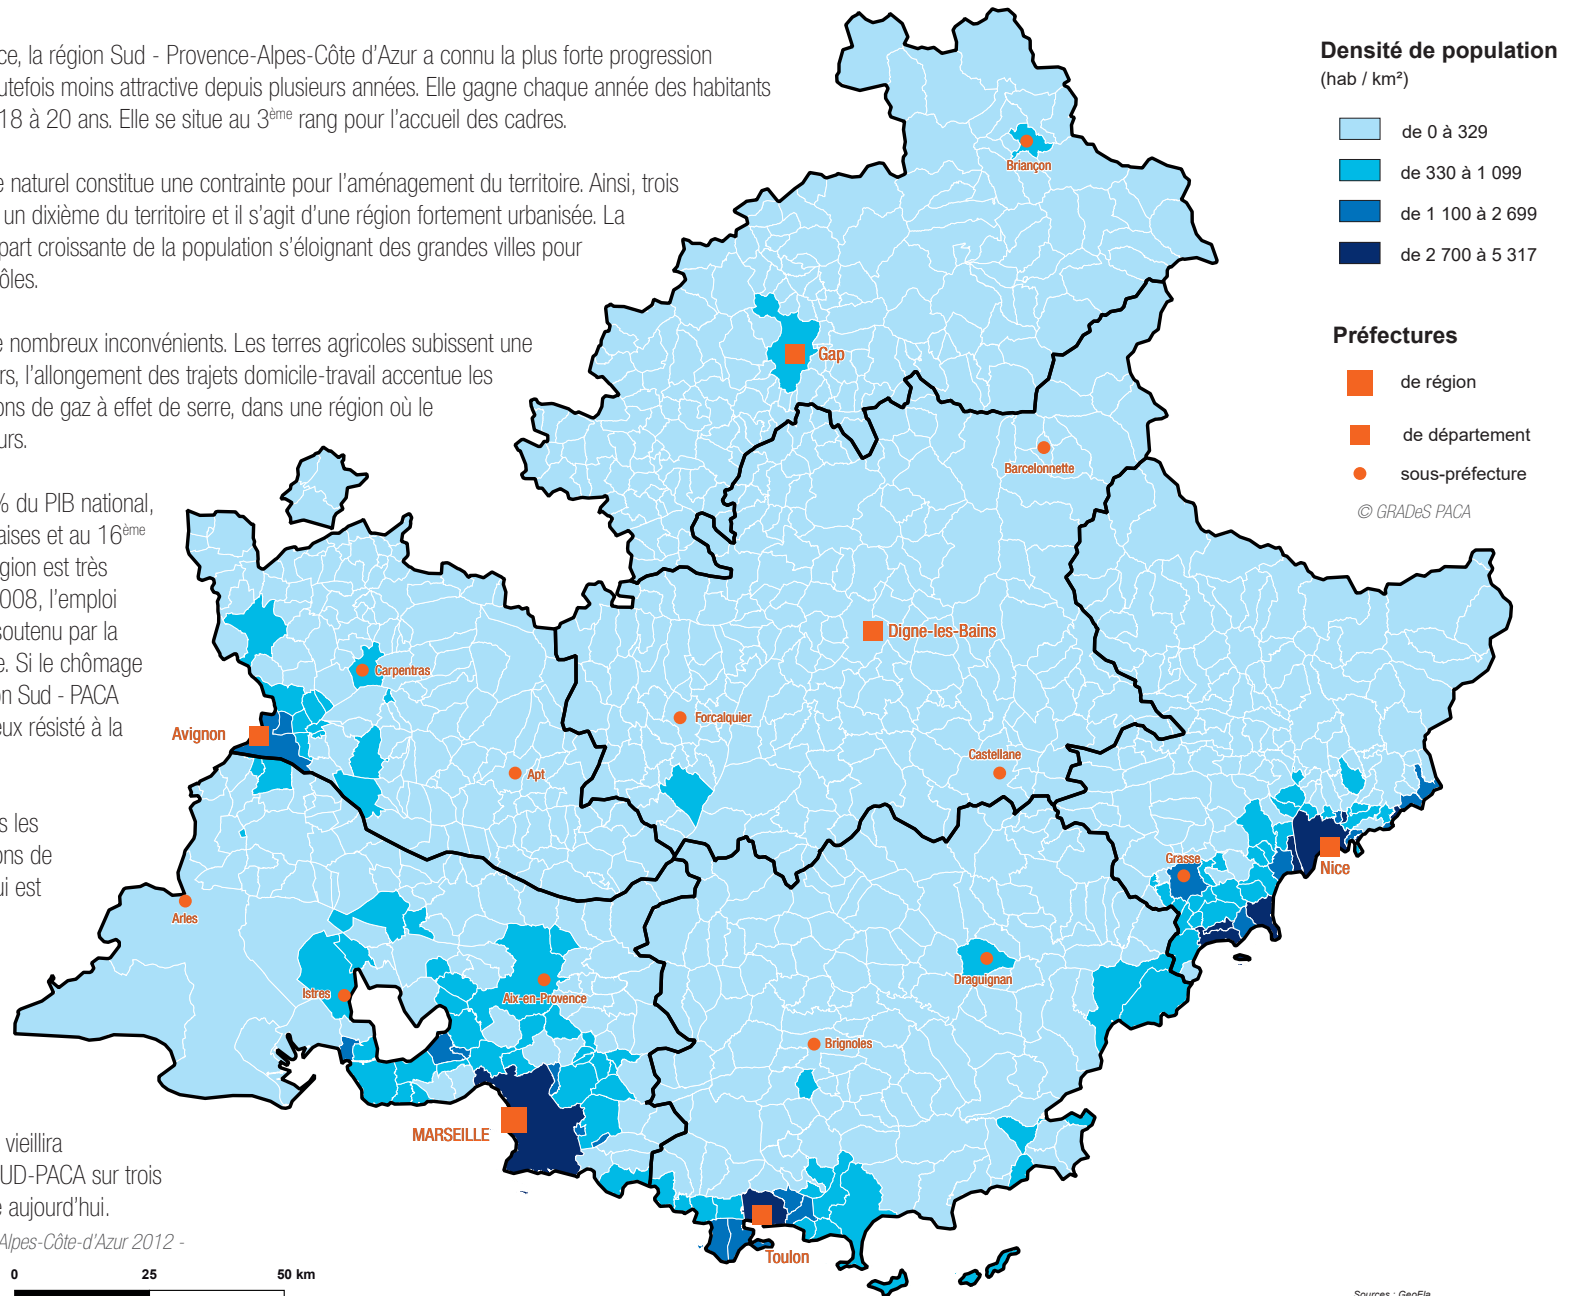 ce, la région Sud - Provence-Alpes-Côte d’Azur a connu la plus forte progression
utefois moins attractive depuis plusieurs années. Elle gagne chaque année des habitants
18 à 20 ans. Elle se situe au 3ème rang pour l’accueil des cadres.
e naturel constitue une contrainte pour l’aménagement du territoire. Ainsi, trois
un dixième du territoire et il s’agit d’une région fortement urbanisée. La
part croissante de la population s’éloignant des grandes villes pour
ôles.
e nombreux inconvénients. Les terres agricoles subissent une
rs, l’allongement des trajets domicile-travail accentue les
ons de gaz à effet de serre, dans une région où le
urs.
% du PIB national,
aises et au 16ème
gion est très
008, l’emploi
soutenu par la
e. Si le chômage
on Sud - PACA
eux résisté à la
s les
ons de
ui est
vieillira
UD-PACA sur trois
e aujourd’hui.
Alpes-Côte-d’Azur 2012 -
0 25 50 km
Densité de population
(hab / km²)
de 0 à 329
de 330 à 1 099
de 1 100 à 2 699
de 2 700 à 5 317
Préfectures
de région
de département
sous-préfecture
© GRADeS PACA
Briançon
Gap
Barcelonnette
Digne-les-Bains
Carpentras
Forcalquier
Avignon
Castellane
Apt
Nice
Grasse
Arles
Draguignan
Istres
Aix-en-Provence
Brignoles
MARSEILLE
Toulon
Sources : GeoFla